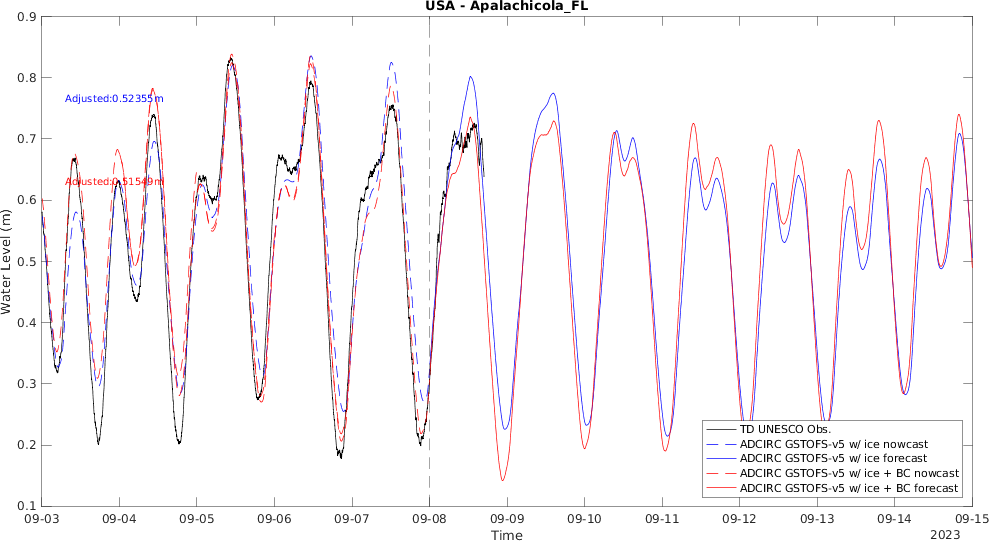 USA - Apalachicola_FL
0.9
0.8
0.7
0.6
0.5
0.4
0.3
0.2
0.1
Water Level (m)
Adjusted:0.52355m
Adjusted:0.51549m
TD UNESCO Obs.
ADCIRC GSTOFS-v5 w/ ice nowcast
ADCIRC GSTOFS-v5 w/ ice forecast
ADCIRC GSTOFS-v5 w/ ice + BC nowcast
ADCIRC GSTOFS-v5 w/ ice + BC forecast
09-03 09-04 09-05 09-06 09-07 09-08 09-09 09-10 09-11 09-12 09-13 09-14 09-15
Time
2023